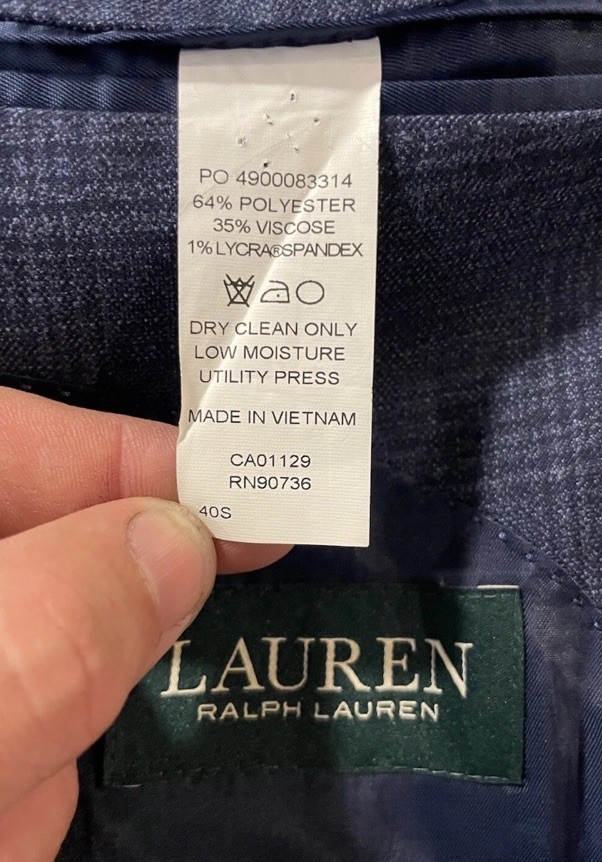 PO 4900083314
64% POLYESTER
35% VISCOSE
1% LYCRA®SPANDEX
DRY CLEAN ONLY
LOW MOISTURE
UTILITY PRESS
MADE IN VIETNAM
CA01129
RN90736
40S
LAUREN
RALPH LAUREN